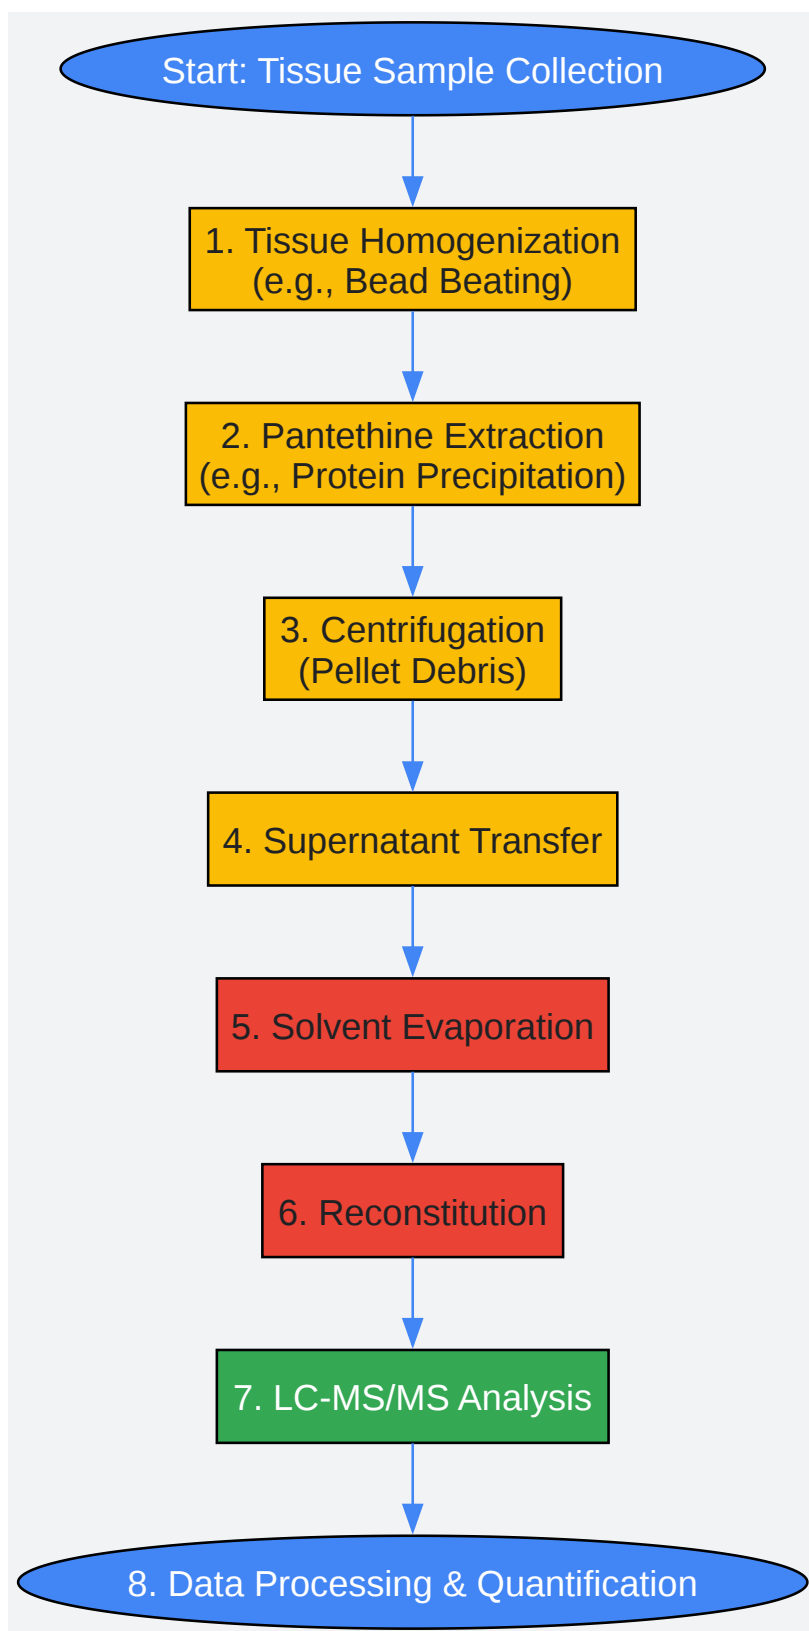 Start: Tissue Sample Collection
1. Tissue Homogenization
(e.g., Bead Beating)
2. Pantethine Extraction
(e.g., Protein Precipitation)
3. Centrifugation
(Pellet Debris)
4. Supernatant Transfer
5. Solvent Evaporation
6. Reconstitution
7. LC-MS/MS Analysis
8. Data Processing & Quantification